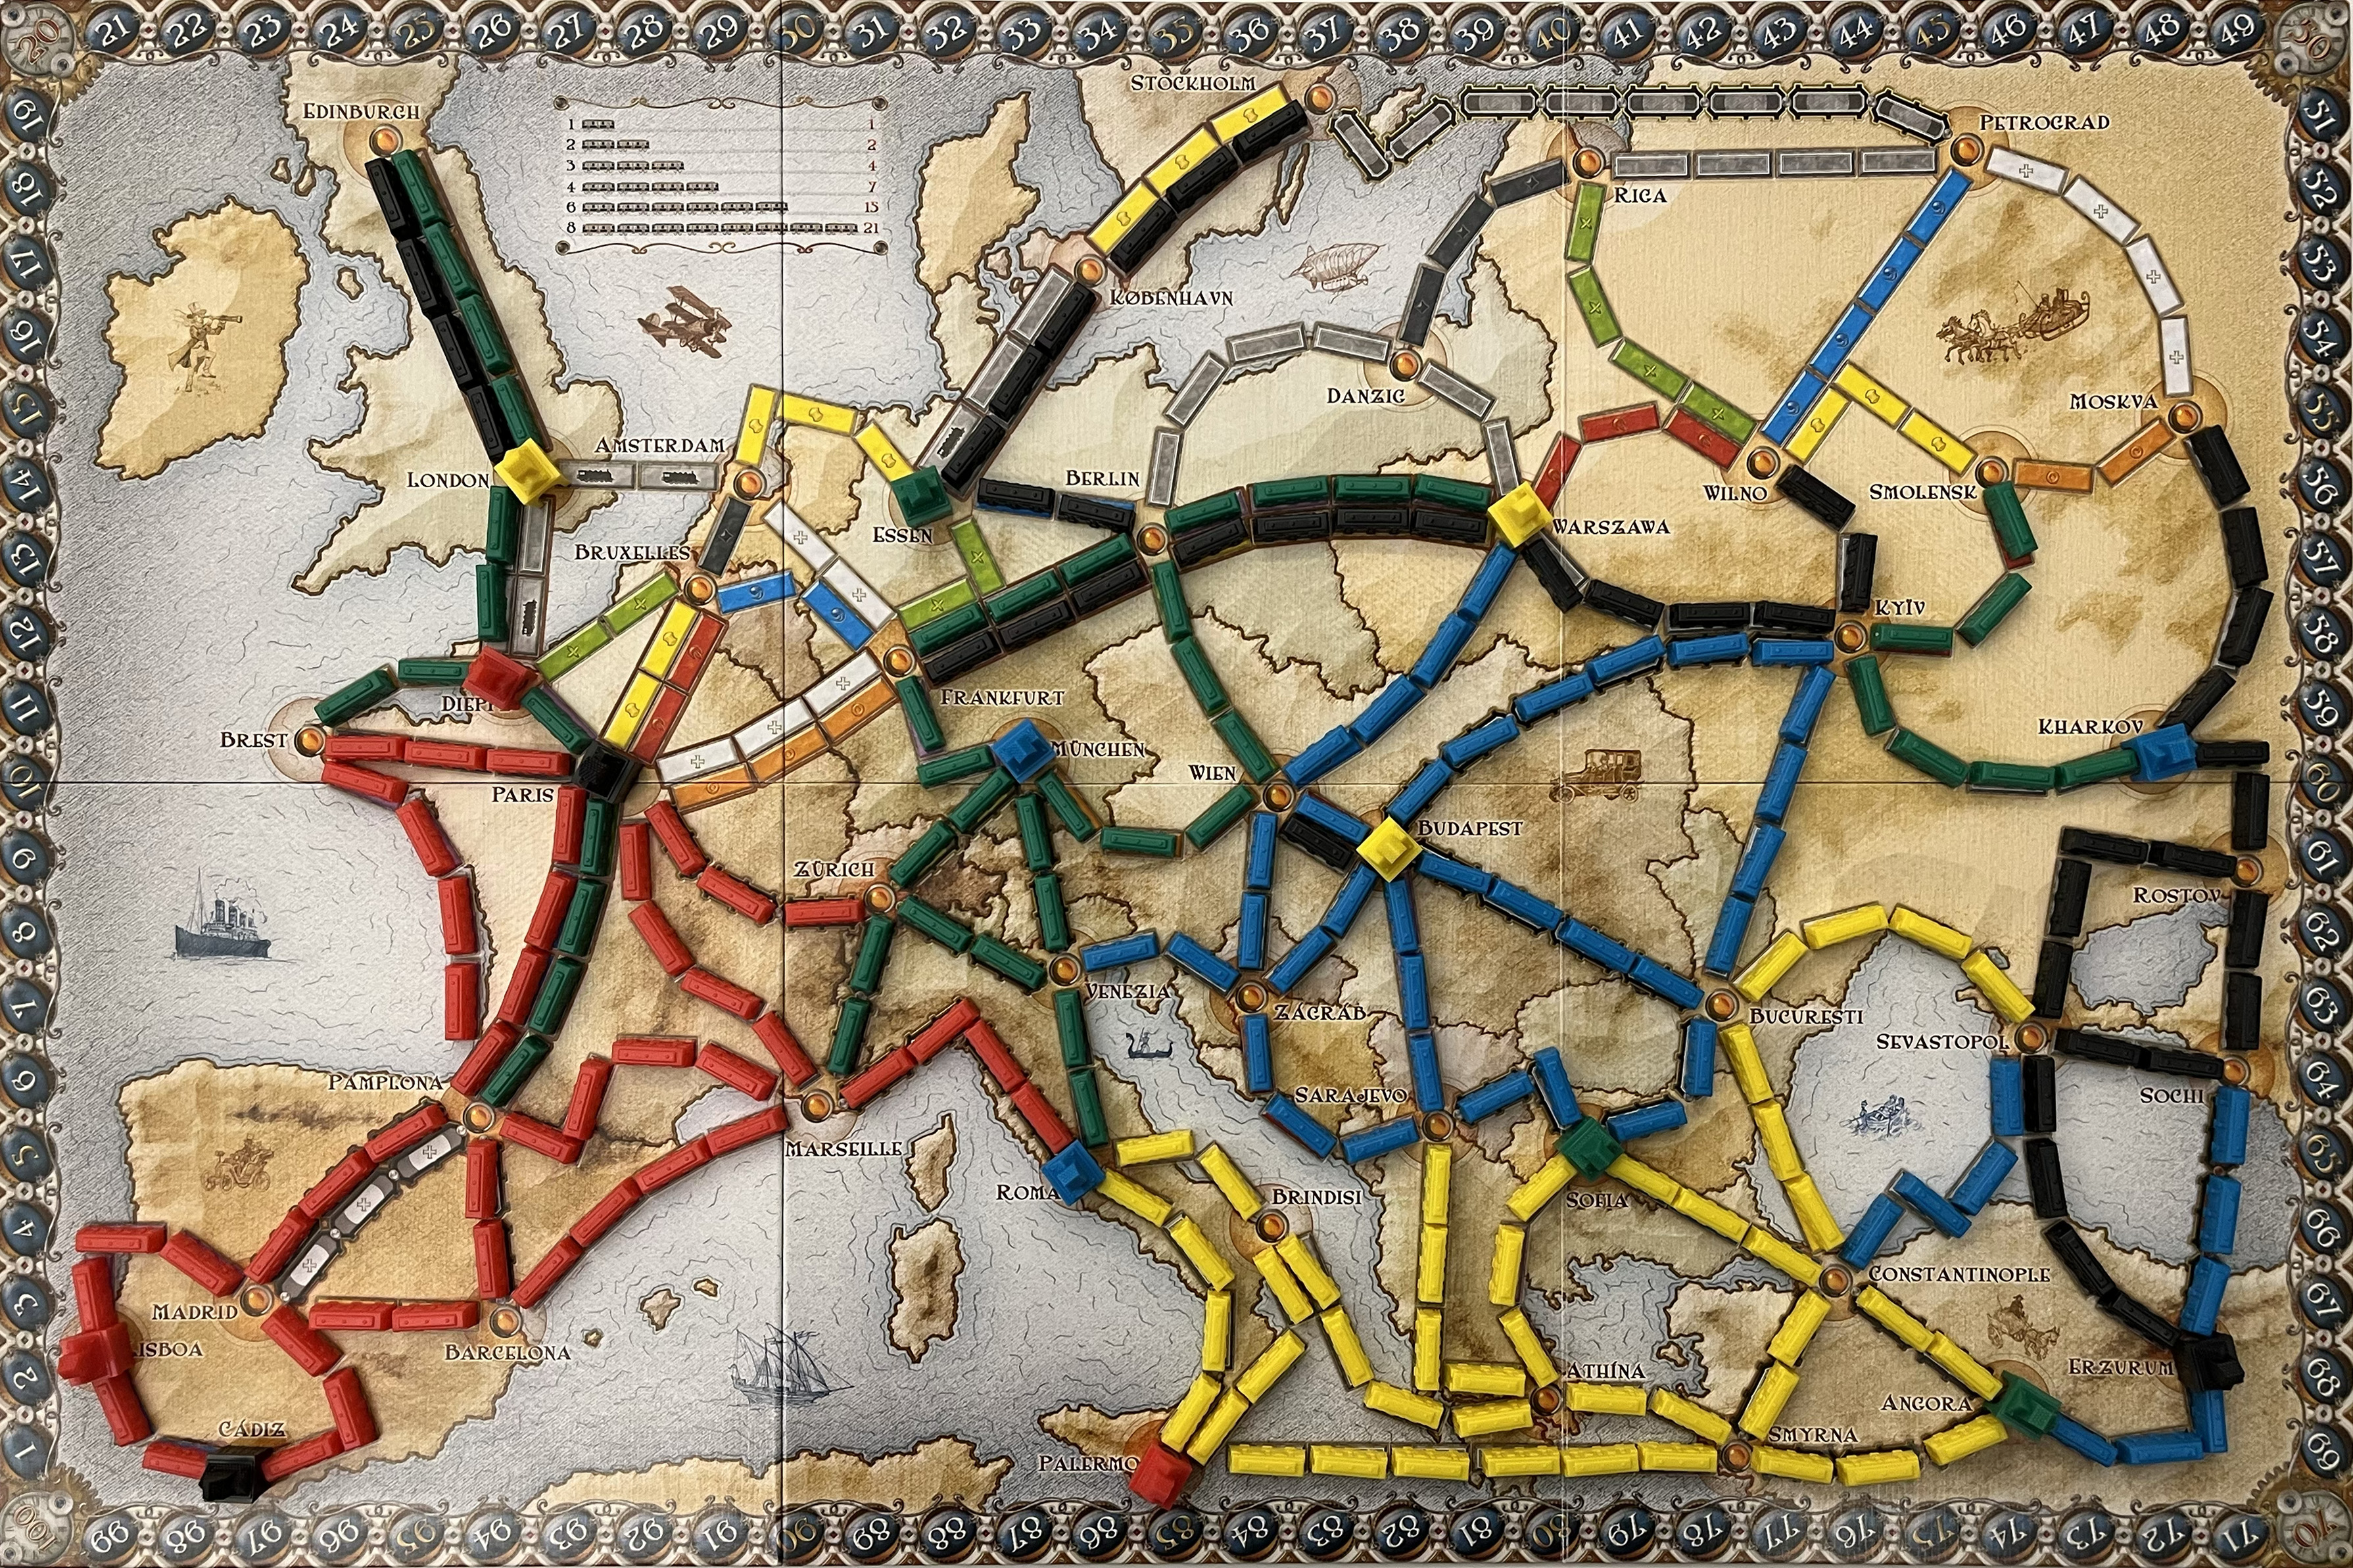 20 21 22 23 24 25 26 27 28 29 30 31 32 33 34 35 36 37 38 39 40 41 42 43 44 45 46 47 48 49 50
STOCKHOLM
EDINBURGH
19
1 1
2 2
3 4
4 7
6 15
8 21
PETROGRAD
51
18
RIGA
52
17
KØBENHAVN
53
16
54
DANZIG
MOSKVA
15
55
AMSTERDAM
LONDON
BERLIN
14
WILNO
SMOLENSK
56
ESSEN
WARSZAWA
13
BRUXELLES
57
12
KYÏV
58
11
DIEP
FRANKFURT
59
BREST
MÜNCHEN
KHARKOV
WIEN
10
PARIS
60
BUDAPEST
9
ZÜRICH
61
ROSTOV
8
62
VENEZIA
7
ZÁGRÁB
BUCURESTI
63
SEVASTOPOL
6
PAMPLONA
SARAJEVO
SOCHI
64
MARSEILLE
5
65
ROMA
BRINDISI
SOFIA
4
66
CONSTANTINOPLE
3
MADRID
67
ISBOA
BARCELONA
ATHÍNA
ERZURUM
2
68
ANGORA
CÁDIZ
SMYRNA
1
PALERMO
69
100 99 98 97 96 95 94 93 92 91 90 89 88 87 86 85 84 83 82 81 80 79 78 77 76 75 74 73 72 71 70